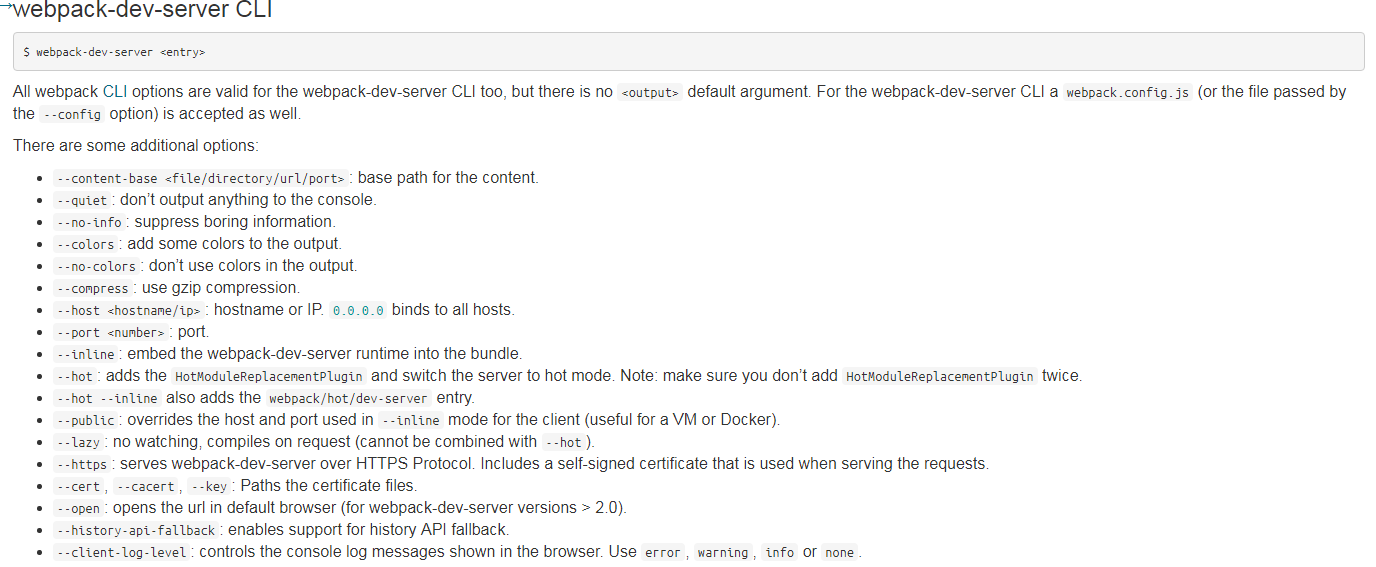 webpack-dev-server CLI
$ webpack-dev-server <entry>
All webpack CLI options are valid for the webpack-dev-server CLI too, but there is no <output> default argument. For the webpack-dev-server CLI a webpack.config.js (or the file passed by
the --config option) is accepted as well.
There are some additional options:
• --content-base <file/directory/url/port> : base path for the content.
• --quiet : don’t output anything to the console.
• --no-info : suppress boring information.
• --colors : add some colors to the output.
• --no-colors : don’t use colors in the output.
• --compress : use gzip compression.
• --host <hostname/ip> : hostname or IP. 0.0.0.0 binds to all hosts.
• --port <number> : port.
• --inline : embed the webpack-dev-server runtime into the bundle.
• --hot : adds the HotModuleReplacementPlugin and switch the server to hot mode. Note: make sure you don’t add HotModuleReplacementPlugin twice.
• --hot --inline also adds the webpack/hot/dev-server entry.
• --public : overrides the host and port used in --inline mode for the client (useful for a VM or Docker).
• --lazy : no watching, compiles on request (cannot be combined with --hot ).
• --https : serves webpack-dev-server over HTTPS Protocol. Includes a self-signed certificate that is used when serving the requests.
• --cert , --cacert , --key : Paths the certificate files.
• --open : opens the url in default browser (for webpack-dev-server versions > 2.0).
• --history-api-fallback : enables support for history API fallback.
• --client-log-level : controls the console log messages shown in the browser. Use error , warning , info or none .